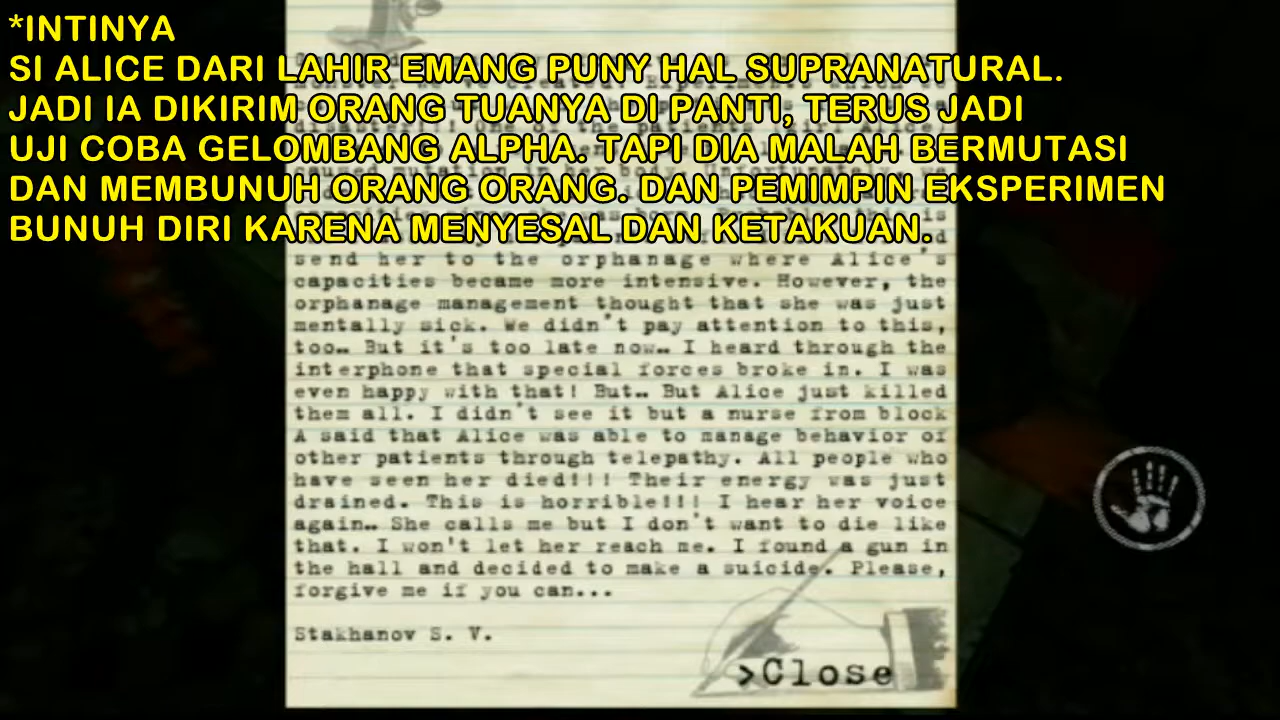 *INTINYA
SI ALICE DARI LAHIR EMANG PUNY HAL SUPRANATURAL.
JADI IA DIKIRIM ORANG TUANYA DI PANTI, TERUS JADI
UJI COBA GELOMBANG ALPHA. TAPI DIA MALAH BERMUTASI
DAN MEMBUNUH ORANG ORANG. DAN PEMIMPIN EKSPERIMEN
BUNUH DIRI KARENA MENYESAL DAN KETAKUAN.
send her to the orphanage where Alice's
capacities became more intensive. However, the
orphanage management thought that she was just
mentally sick. We didn't pay attention to this,
too… But it's too late now… I heard through the
interphone that special forces broke in. I was
even happy with that! But… But Alice just killed
them all. I didn't see it but a nurse from block
A said that Alice was able to manage behavior of
other patients through telepathy. All people who
have seen her died!!! Their energy was just
drained. This is horrible!!! I hear her voice
again… She calls me but I don't want to die like
that. I won't let her reach me. I found a gun in
the hall and decided to make a suicide. Please,
forgive me if you can...
Stakhanov S. V.
>Close